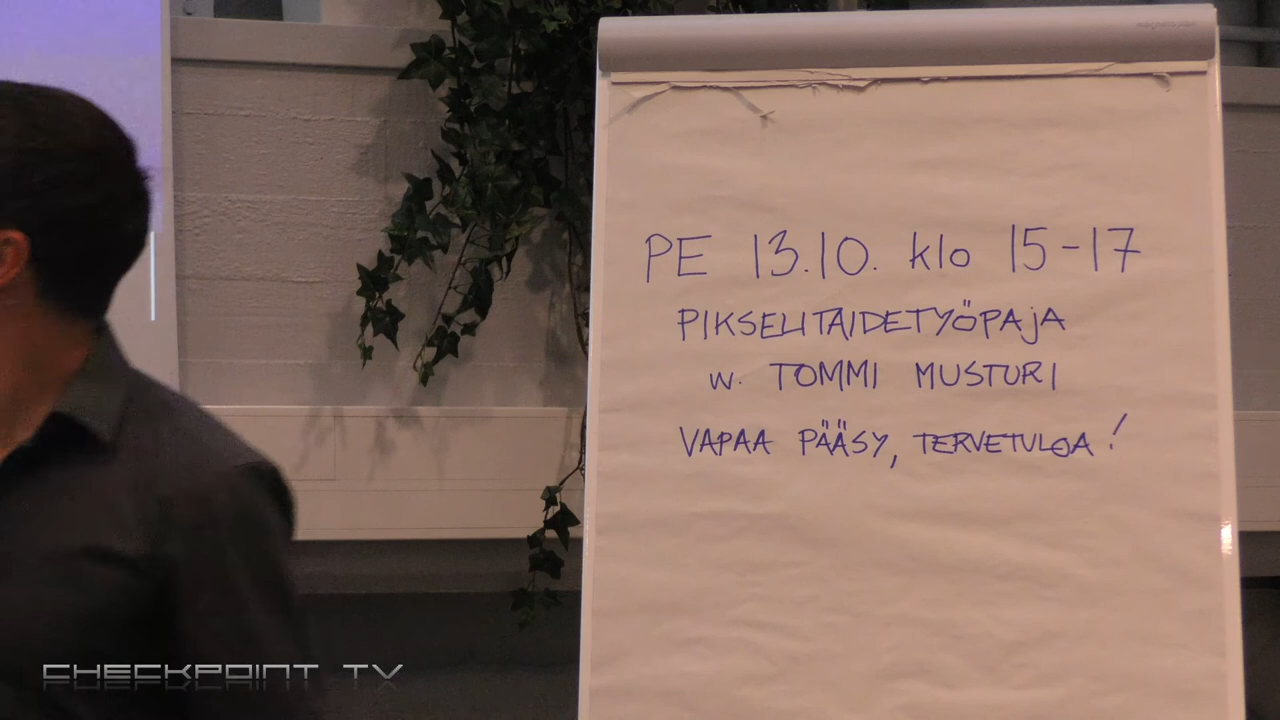 PE 13.10. klo 15-17
PIKSELITAIDETYÖPAJA
w. TOMMI MUSTURI
VAPAA PÄÄSY, TERVETULOA!
CHECKPOINT TV